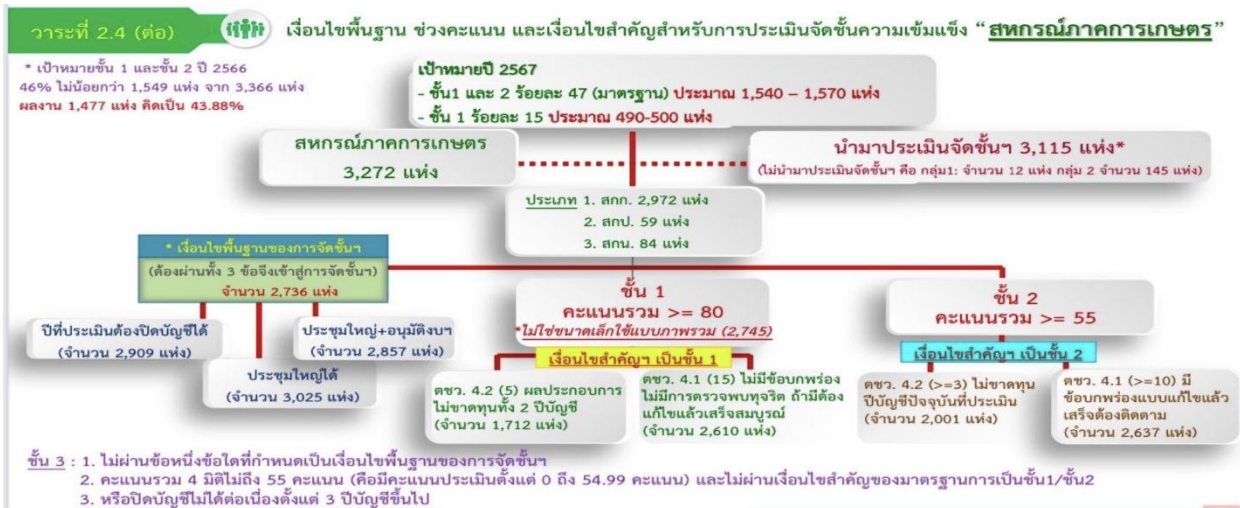 วาระที่ 2.4 (ต่อ)
เงื่อนไขพื้นฐาน ช่วงคะแนน และเงื่อนไขสำคัญสำหรับการประเมินจัดชั้นความเข้มแข็ง “สหกรณ์ภาคการเกษตร”
* เป้าหมายชั้น 1 และชั้น 2 ปี 2566
46% ไม่น้อยกว่า 1,549 แห่ง จาก 3,366 แห่ง
ผลงาน 1,477 แห่ง คิดเป็น 43.88%
เป้าหมายปี 2567
- ชั้น1 และ 2 ร้อยละ 47 (มาตรฐาน) ประมาณ 1,540 – 1,570 แห่ง
- ชั้น 1 ร้อยละ 15 ประมาณ 490-500 แห่ง
สหกรณ์ภาคการเกษตร
3,272 แห่ง
นำมาประเมินจัดชั้นฯ 3,115 แห่ง*
(ไม่นำมาประเมินจัดชั้นฯ คือ กลุ่ม1: จำนวน 12 แห่ง กลุ่ม 2 จำนวน 145 แห่ง)
ประเภท 1. สกก. 2,972 แห่ง
2. สกป. 59 แห่ง
3. สกน. 84 แห่ง
* เงื่อนไขพื้นฐานของการจัดชั้นฯ
(ต้องผ่านทั้ง 3 ข้อจึงเข้าสู่การจัดชั้นฯ)
จำนวน 2,736 แห่ง
ปีที่ประเมินต้องปิดบัญชีได้
(จำนวน 2,909 แห่ง)
ประชุมใหญ่ได้
(จำนวน 3,025 แห่ง)
ประชุมใหญ่+อนุมัติงบฯ
(จำนวน 2,857 แห่ง)
ชั้น 1
คะแนนรวม >= 80
*ไม่ใช่ขนาดเล็กใช้แบบภาพรวม (2,745)
เงื่อนไขสำคัญฯ เป็นชั้น 1
ตชว. 4.2 (5) ผลประกอบการ
ไม่ขาดทุนทั้ง 2 ปีบัญชี
(จำนวน 1,712 แห่ง)
ตชว. 4.1 (15) ไม่มีข้อบกพร่อง
ไม่มีการตรวจพบทุจริต ถ้ามีต้อง
แก้ไขแล้วเสร็จสมบูรณ์
(จำนวน 2,610 แห่ง)
ชั้น 2
คะแนนรวม >= 55
เงื่อนไขสำคัญฯ เป็นชั้น 2
ตชว. 4.2 (>=3) ไม่ขาดทุน
ปีบัญชีปัจจุบันที่ประเมิน
(จำนวน 2,001 แห่ง)
ตชว. 4.1 (>=10) มี
ข้อบกพร่องแบบแก้ไขแล้ว
เสร็จต้องติดตาม
(จำนวน 2,637 แห่ง)
ชั้น 3 : 1. ไม่ผ่านข้อหนึ่งข้อใดที่กำหนดเป็นเงื่อนไขพื้นฐานของการจัดชั้นฯ
2. คะแนนรวม 4 มิติไม่ถึง 55 คะแนน (คือมีคะแนนประเมินตั้งแต่ 0 ถึง 54.99 คะแนน) และไม่ผ่านเงื่อนไขสำคัญของมาตรฐานการเป็นชั้น1/ชั้น2
3. หรือปิดบัญชีไม่ได้ต่อเนื่องตั้งแต่ 3 ปีบัญชีขึ้นไป